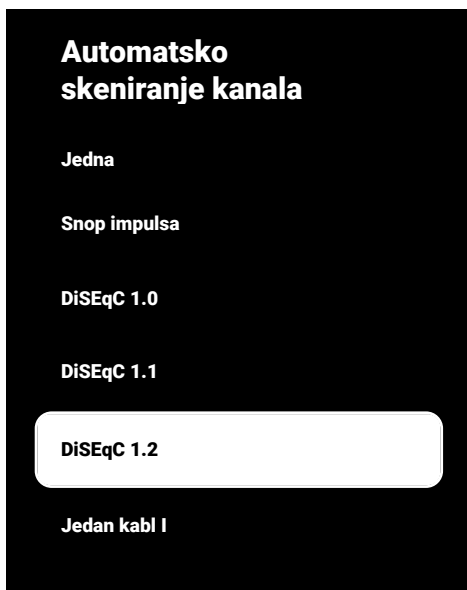 Automatsko
skeniranje kanala
Jedna
Snop impulsa
DiSEqC 1.0
DiSEqC 1.1
DiSEqC 1.2
Jedan kabl I